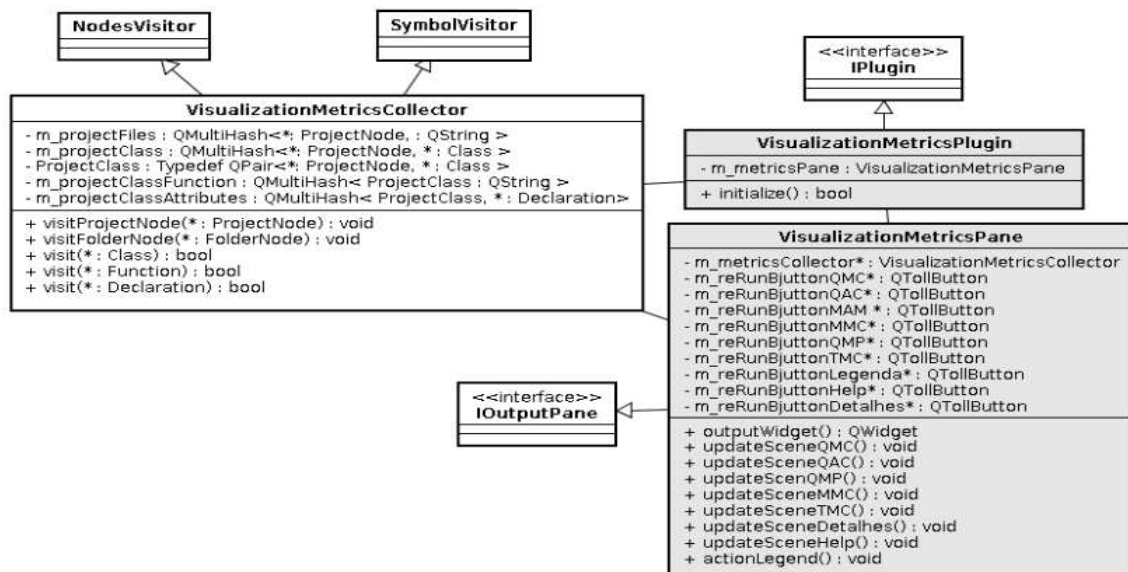 NodesVisitor
SymbolVisitor
<<interface>>
IPlugin
VisualizationMetricsCollector
- m_projectFiles : QMultiHash<*: ProjectNode, : QString >
- m_projectClass : QMultiHash<*: ProjectNode, * : Class >
- ProjectClass : Typedef QPair<*: ProjectNode, * : Class >
- m_projectClassFunction : QMultiHash< ProjectClass : QString >
- m_projectClassAttributes : QMultiHash< ProjectClass, * : Declaration>
+ visitProjectNode(* : ProjectNode) : void
+ visitFolderNode(* : FolderNode) : void
+ visit(* : Class) : bool
+ visit(* : Function) : bool
+ visit(* : Declaration) : bool
VisualizationMetricsPlugin
- m_metricsPane : VisualizationMetricsPane
+ initialize() : bool
VisualizationMetricsPane
- m_metricsCollector* : VisualizationMetricsCollector
- m_reRunBjuttonQMC* : QTollButton
- m_reRunBjuttonQAC* : QTollButton
- m_reRunBjuttonMAM * : QTollButton
- m_reRunBjuttonMMC* : QTollButton
- m_reRunBjuttonQMP* : QTollButton
- m_reRunBjuttonTMC* : QTollButton
- m_reRunBjuttonLegenda* : QTollButton
- m_reRunBjuttonHelp* : QTollButton
- m_reRunBjuttonDetalhes* : QTollButton
+ outputWidget() : QWidget
+ updateSceneQMC() : void
+ updateSceneQAC() : void
+ updateScenQMP() : void
+ updateSceneMMC() : void
+ updateSceneTMC() : void
+ updateSceneDetalhes() : void
+ updateSceneHelp() : void
+ actionLegend() : void
<<interface>>
IOutputPane